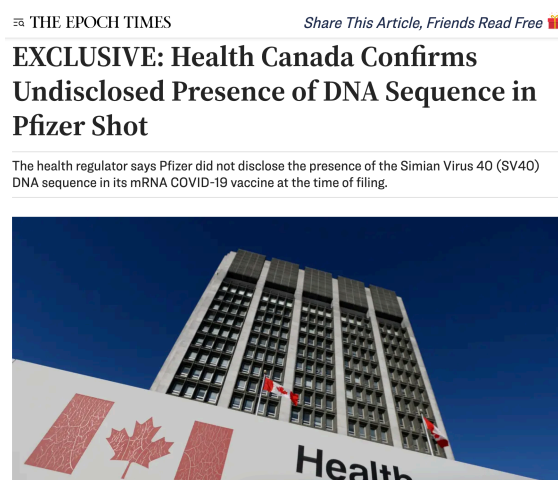 THE EPOCH TIMES
Share This Article, Friends Read Free
EXCLUSIVE: Health Canada Confirms
Undisclosed Presence of DNA Sequence in
Pfizer Shot
The health regulator says Pfizer did not disclose the presence of the Simian Virus 40 (SV40)
DNA sequence in its mRNA COVID-19 vaccine at the time of filing.
Health